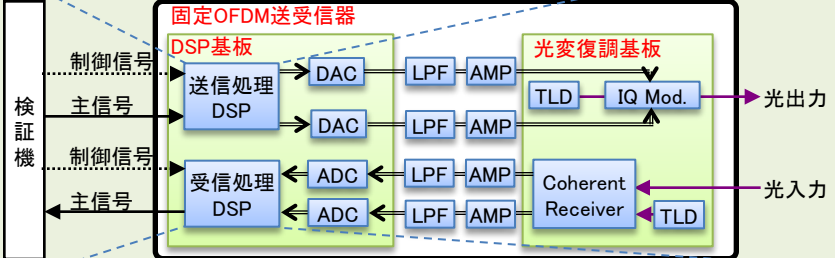 固定OFDM送受信器
DSP基板
光変復調基板
検
証
機
制御信号
主信号
制御信号
主信号
送信処理
DSP
受信処理
DSP
DAC
LPF
AMP
DAC
LPF
AMP
ADC
LPF
AMP
ADC
LPF
AMP
TLD
IQ Mod.
光出力
Coherent
Receiver
TLD
光入力